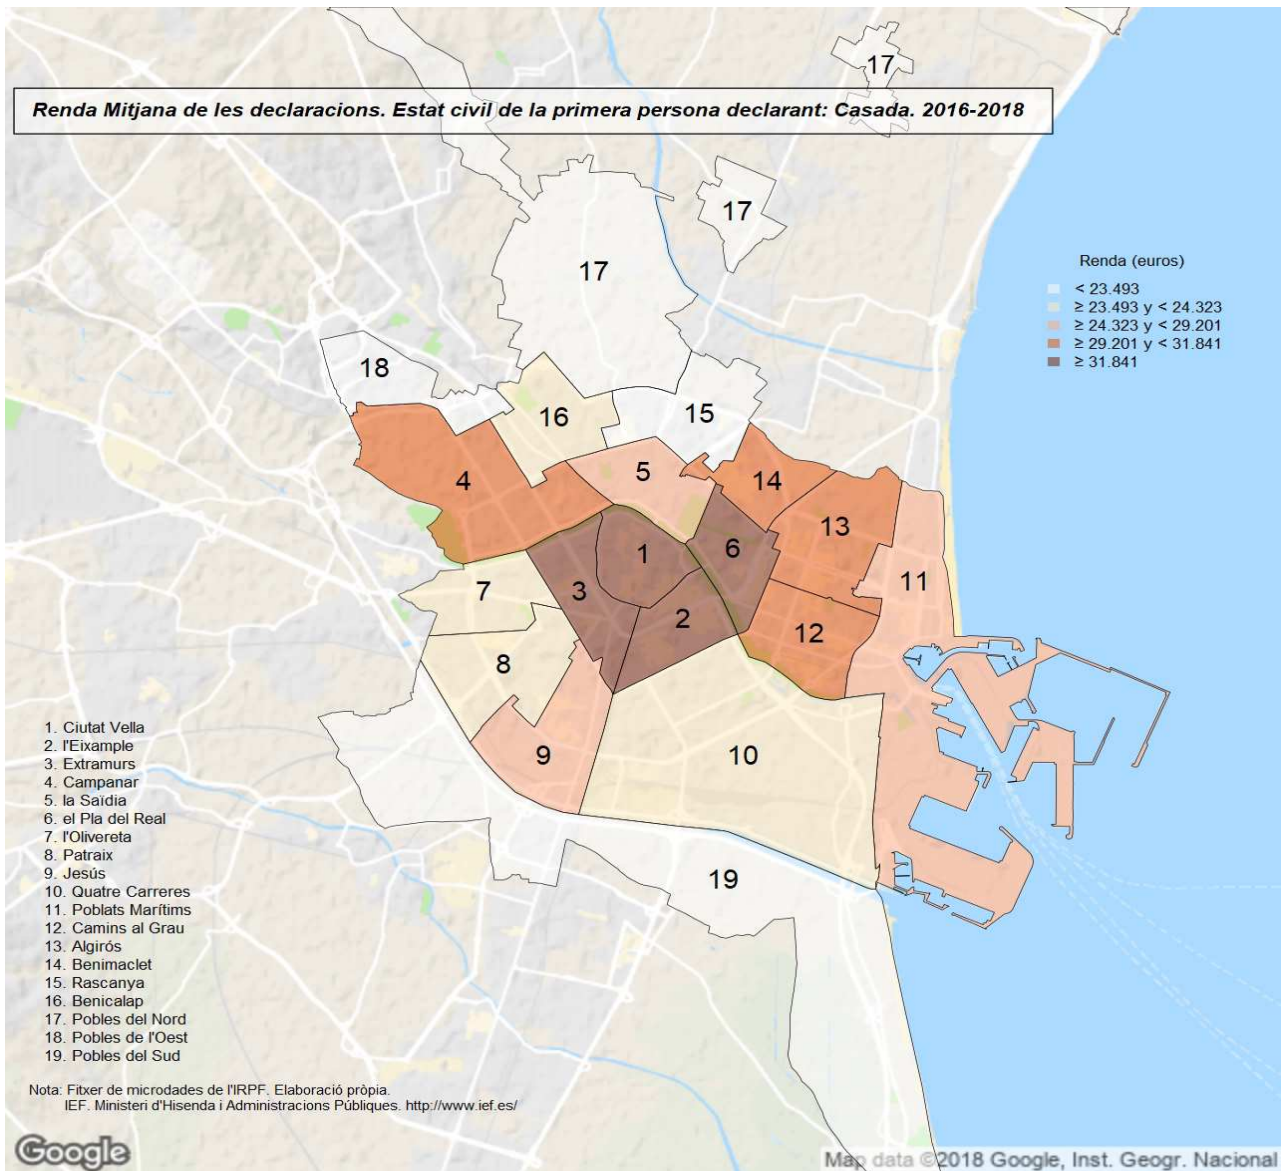 17
Renda Mitjana de les declaracions. Estat civil de la primera persona declarant: Casada. 2016-2018
17
17
Renda (euros)
< 23.493
≥ 23.493 y < 24.323
≥ 24.323 y < 29.201
≥ 29.201 y < 31.841
≥ 31.841
18
16
15
5
4
14
13
1
6
11
7
3
2
12
8
9
10
19
1. Ciutat Vella
2. l'Eixample
3. Extramurs
4. Campanar
5. la Saïdia
6. el Pla del Real
7. l'Olivereta
8. Patraix
9. Jesús
10. Quatre Carreres
11. Poblats Marítims
12. Camins al Grau
13. Algirós
14. Benimaclet
15. Rascanya
16. Benicalap
17. Pobles del Nord
18. Pobles de l'Oest
19. Pobles del Sud
Nota: Fitxer de microdades de l'IRPF. Elaboració pròpia.
IEF. Ministeri d'Hisenda i Administracions Públiques. http://www.ief.es/
Google
Map data ©2018 Google, Inst. Geogr. Nacional